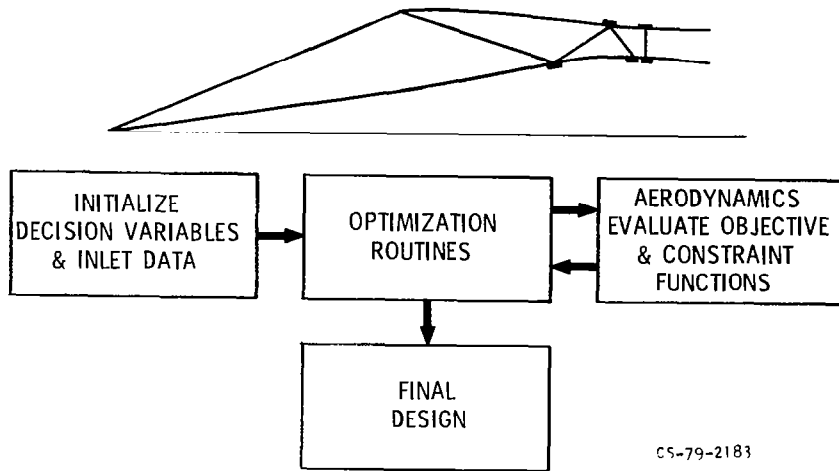 INITIALIZE
DECISION VARIABLES
& INLET DATA
OPTIMIZATION
ROUTINES
AERODYNAMICS
EVALUATE OBJECTIVE
& CONSTRAINT
FUNCTIONS
FINAL
DESIGN
CS-79-2183